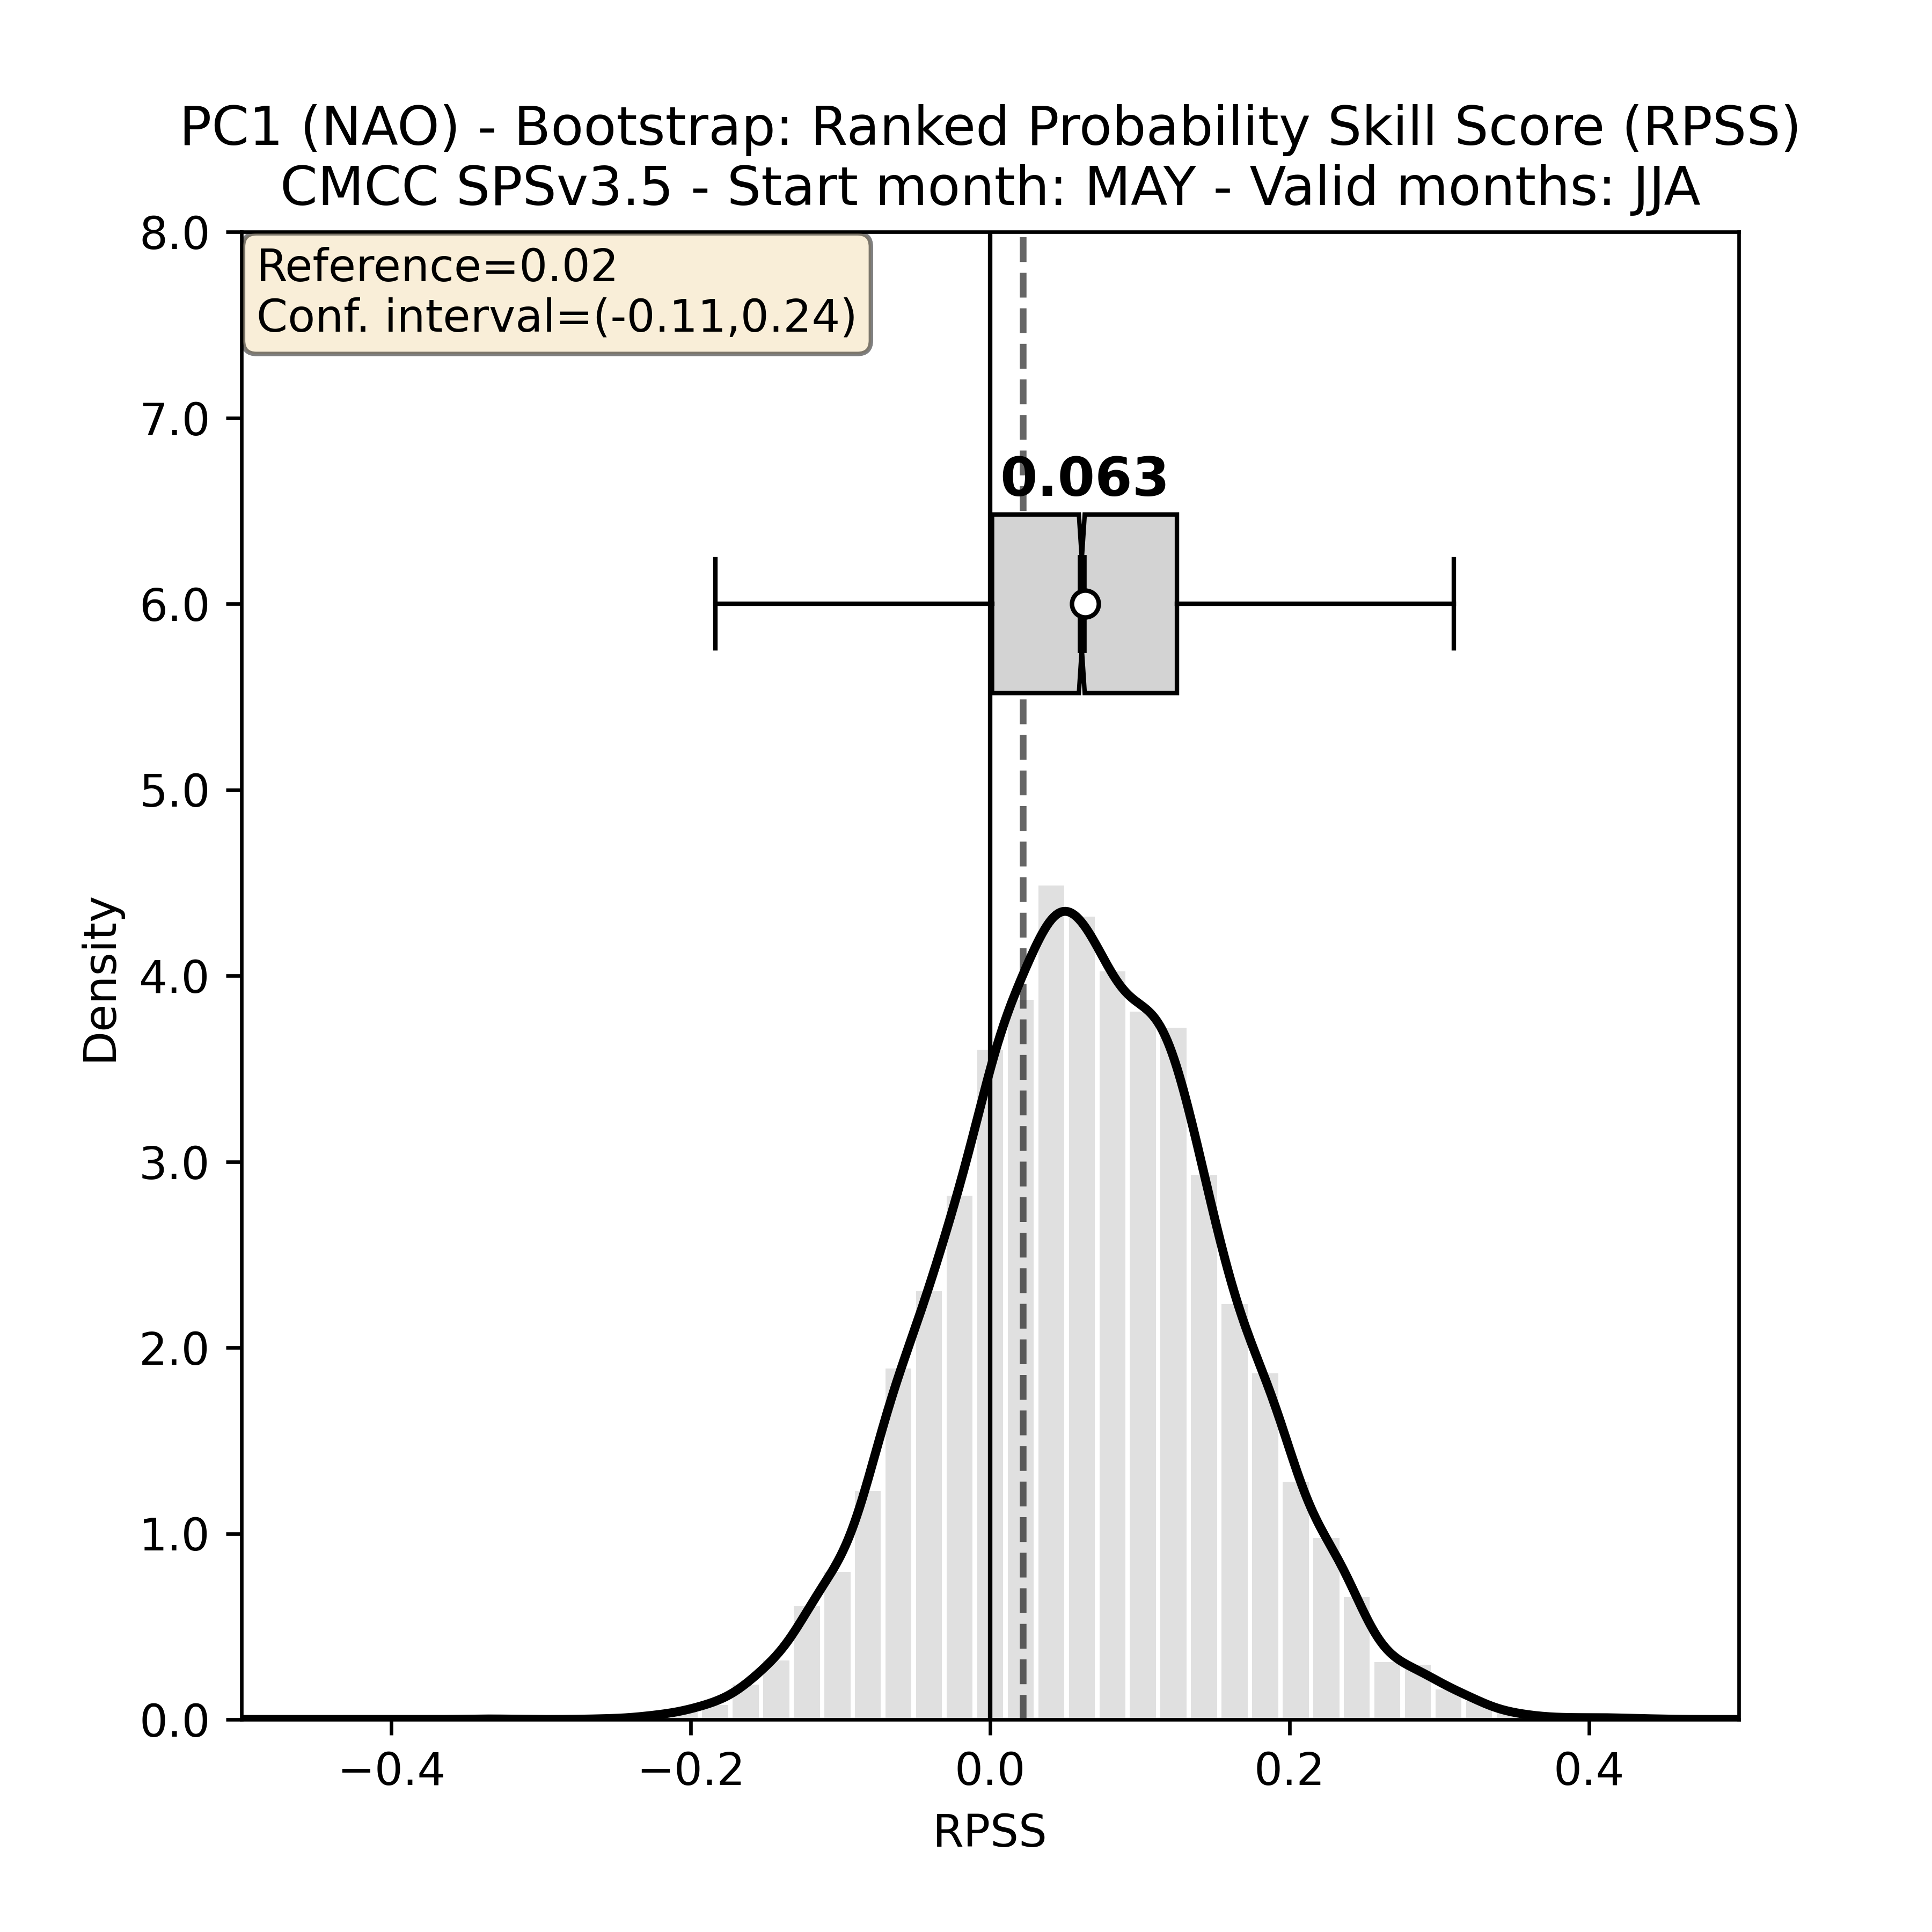 PC1 (NAO) - Bootstrap: Ranked Probability Skill Score (RPSS)
CMCC SPSv3.5 - Start month: MAY - Valid months: JJA
Reference=0.02
Conf. interval=(-0.11,0.24)
0.063
Density
8.0
7.0
6.0
5.0
4.0
3.0
2.0
1.0
0.0
−0.4 −0.2 0.0 0.2 0.4
RPSS